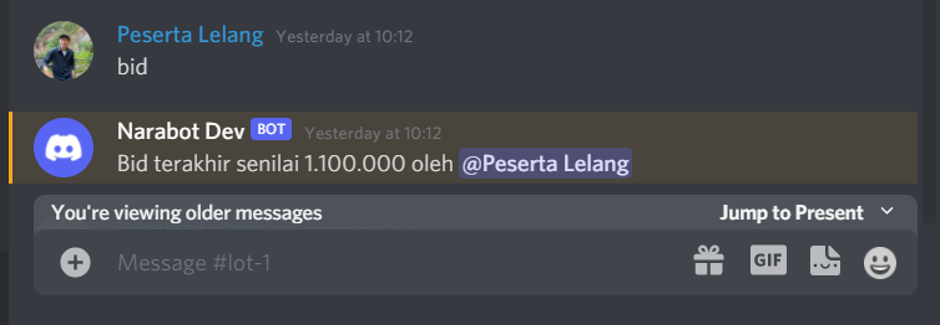 Peserta Lelang Yesterday at 10:12
bid
Narabot Dev BOT Yesterday at 10:12
Bid terakhir senilai 1.100.000 oleh @Peserta Lelang
You're viewing older messages Jump to Present
Message #lot-1 GIF